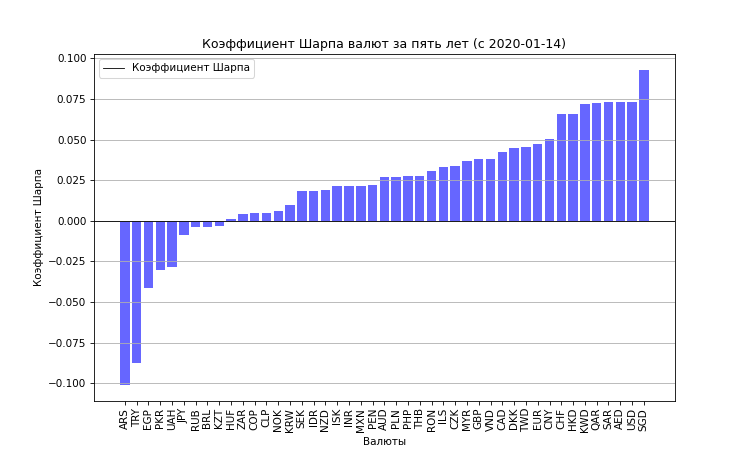 Коэффициент Шарпа валют за пять лет (с 2020-01-14)
Коэффициент Шарпа
0.100
0.075
0.050
0.025
0.000
−0.025
−0.050
−0.075
−0.100
Коэффициент Шарпа
ARS TRY EGP PKR UAH JPY RUB BRL KZT HUF ZAR COP CLP NOK KRW SEK IDR NZD ISK INR MXN PEN AUD PLN PHP THB RON ILS CZK MYR GBP VND CAD DKK TWD EUR CNY CHF HKD KWD QAR SAR AED USD SGD
Валюты